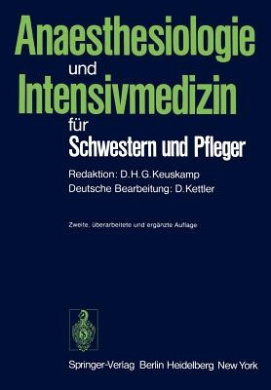 Anaesthesiologie
und
Intensivmedizin
für
Schwestern und Pfleger
Redaktion: D.H.G.Keuskamp
Deutsche Bearbeitung: D.Kettler
Zweite, überarbeitete und ergänzte Auflage
Springer-Verlag Berlin Heidelberg New York